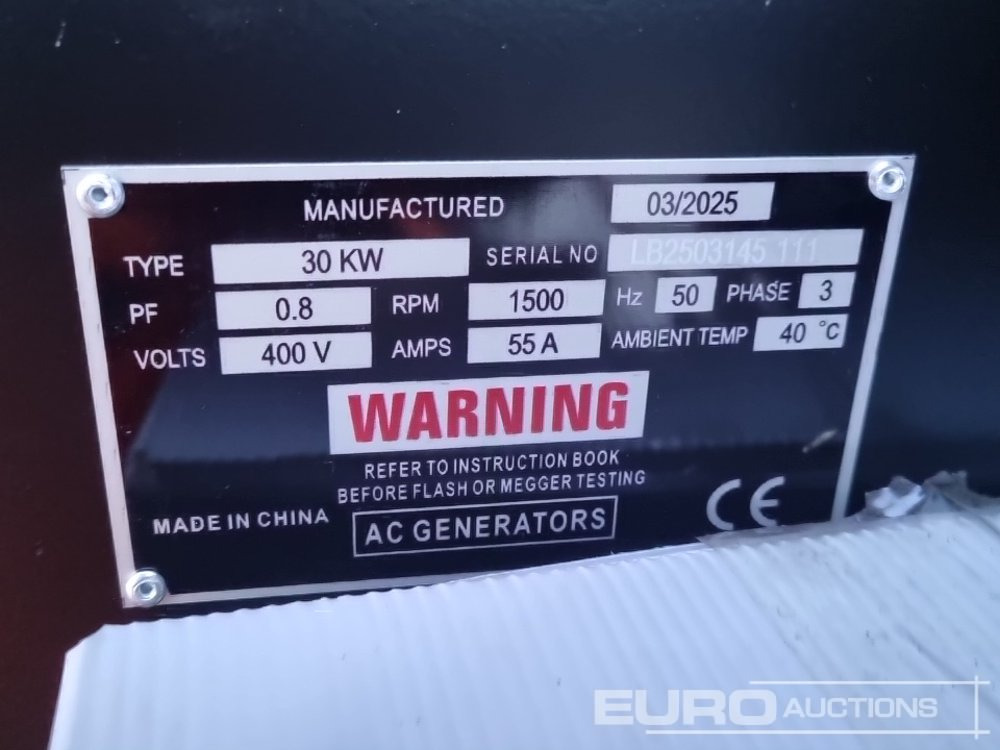 MANUFACTURED 03/2025
TYPE 30 KW SERIAL NO LB2503145 111
PF 0.8 RPM 1500 Hz 50 PHASE 3
VOLTS 400 V AMPS 55 A AMBIENT TEMP 40 °C
WARNING
REFER TO INSTRUCTION BOOK
BEFORE FLASH OR MEGGER TESTING
MADE IN CHINA AC GENERATORS CE
EURO AUCTIONS